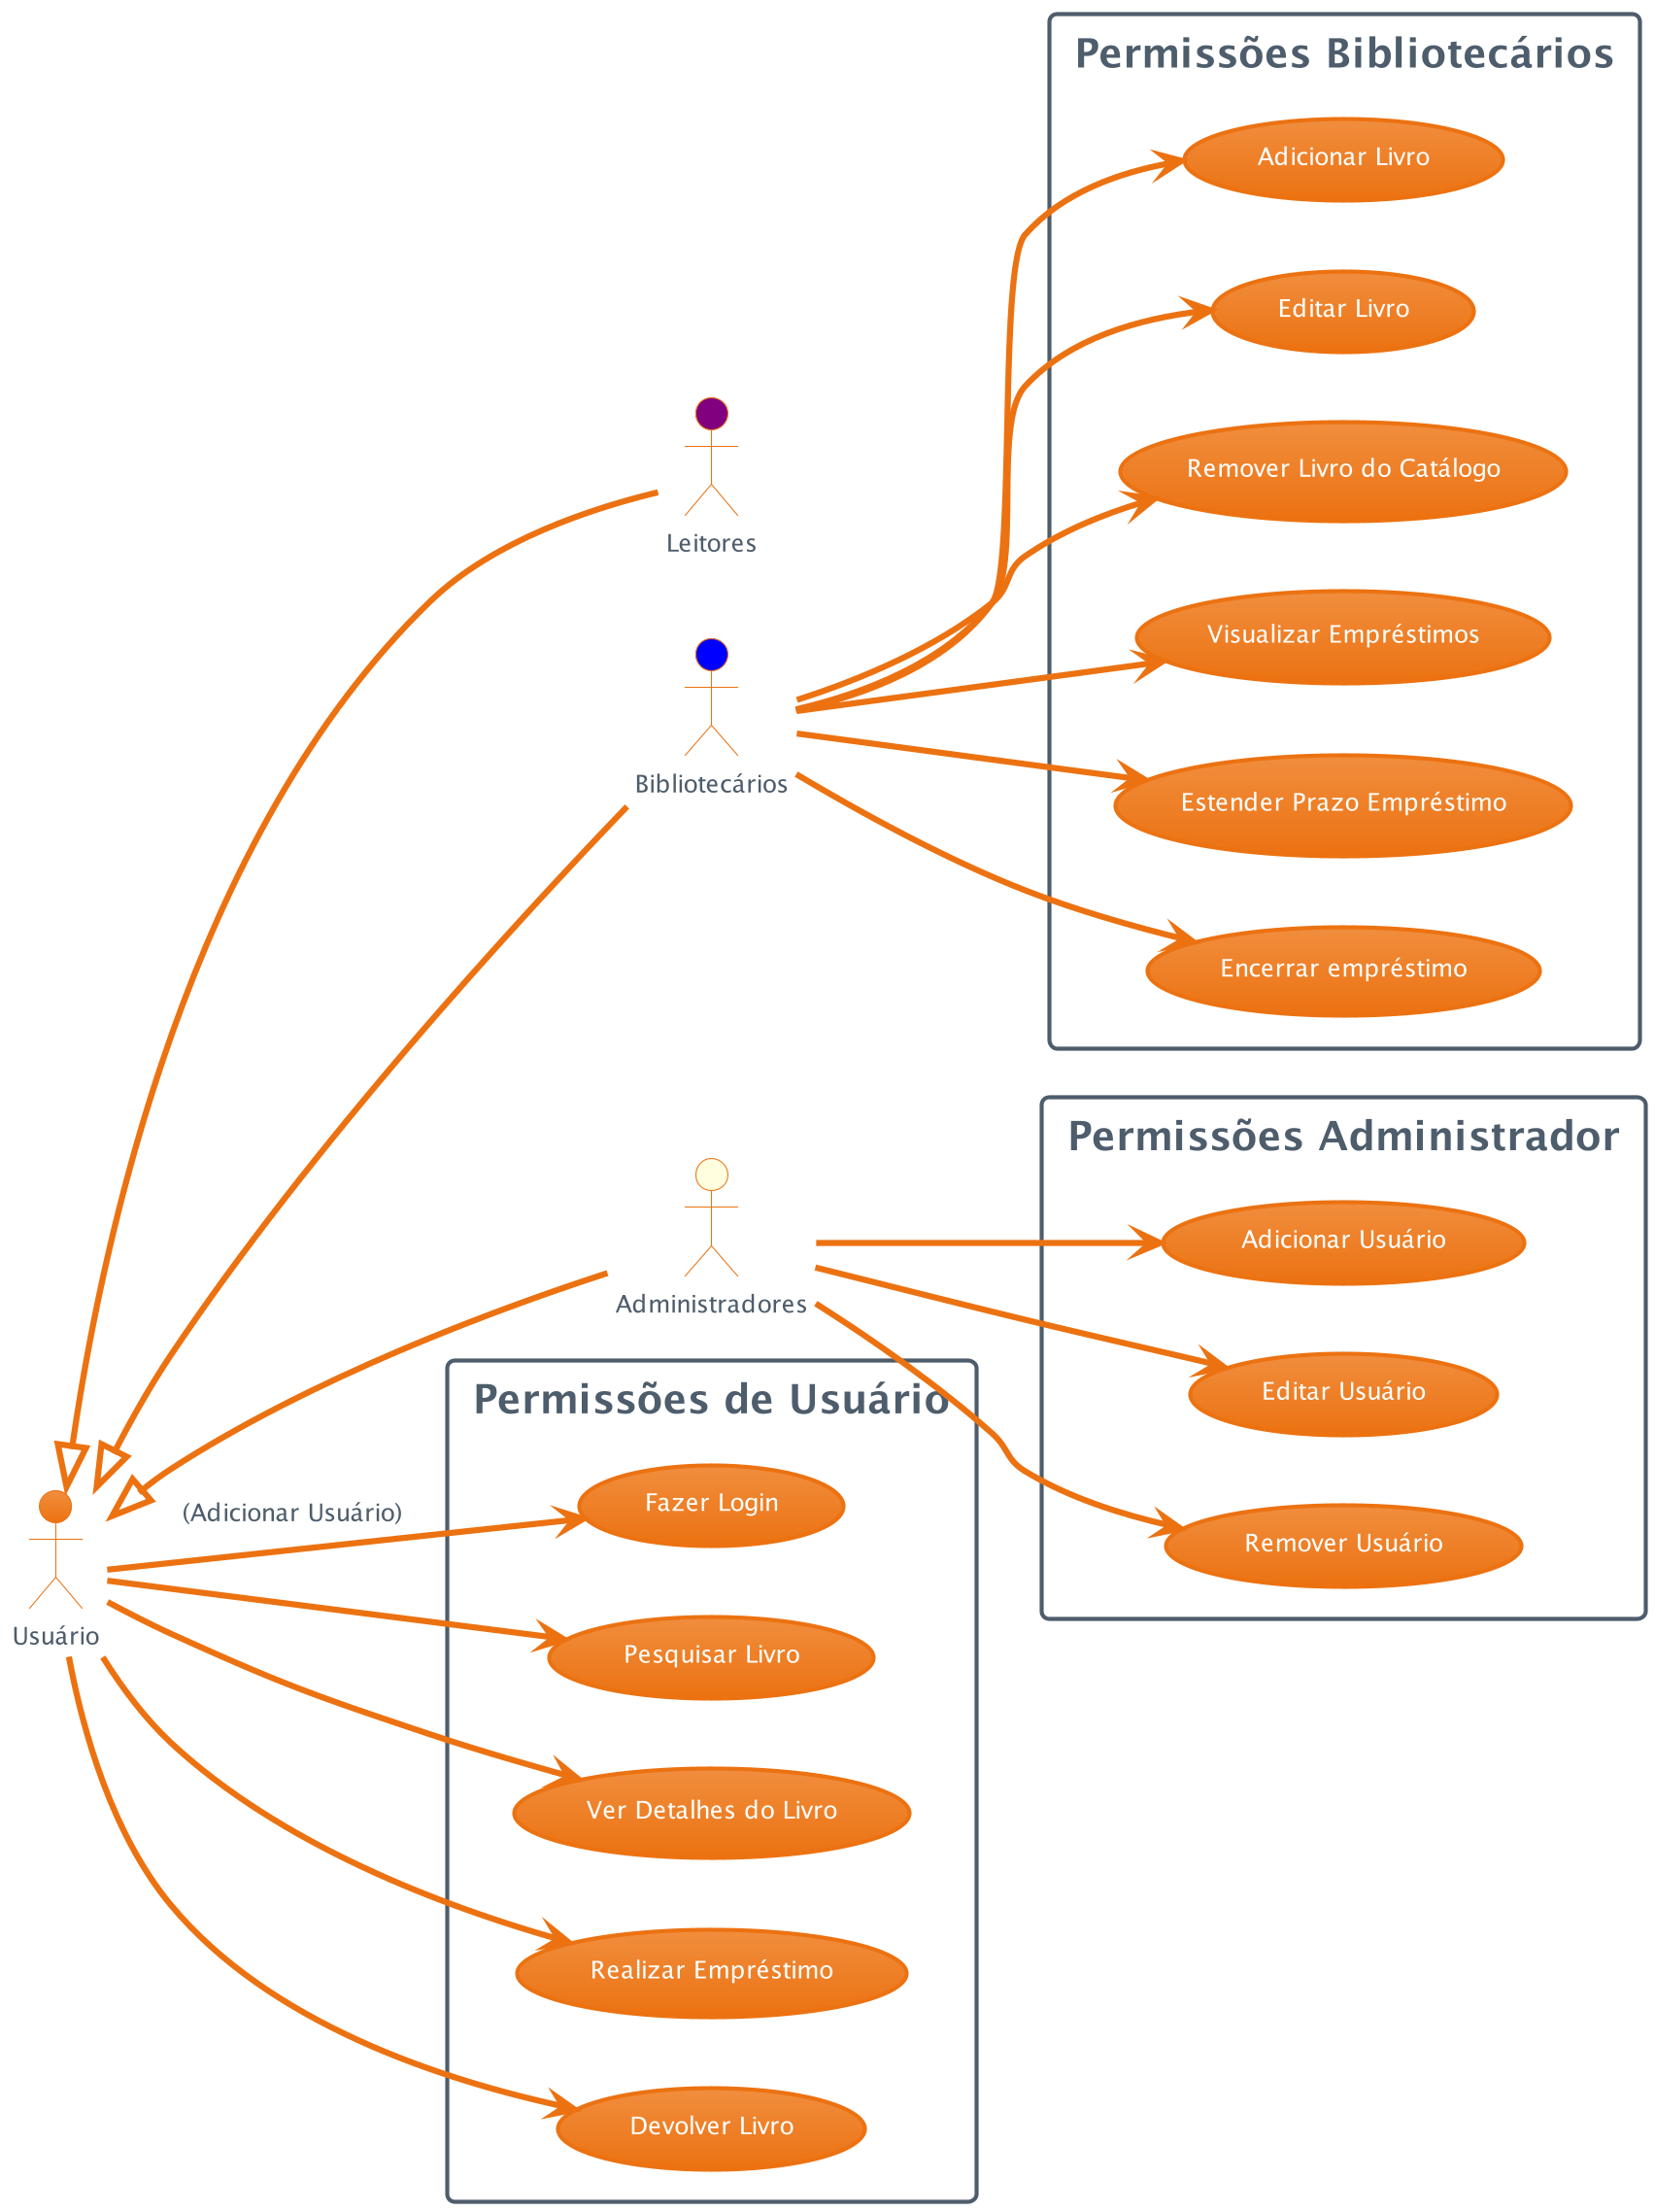 Permissões Bibliotecários
Adicionar Livro
Editar Livro
Remover Livro do Catálogo
Visualizar Empréstimos
Estender Prazo Empréstimo
Encerrar empréstimo
Leitores
Bibliotecários
Administradores
Permissões Administrador
Adicionar Usuário
Editar Usuário
Remover Usuário
Usuário
(Adicionar Usuário)
Permissões de Usuário
Fazer Login
Pesquisar Livro
Ver Detalhes do Livro
Realizar Empréstimo
Devolver Livro